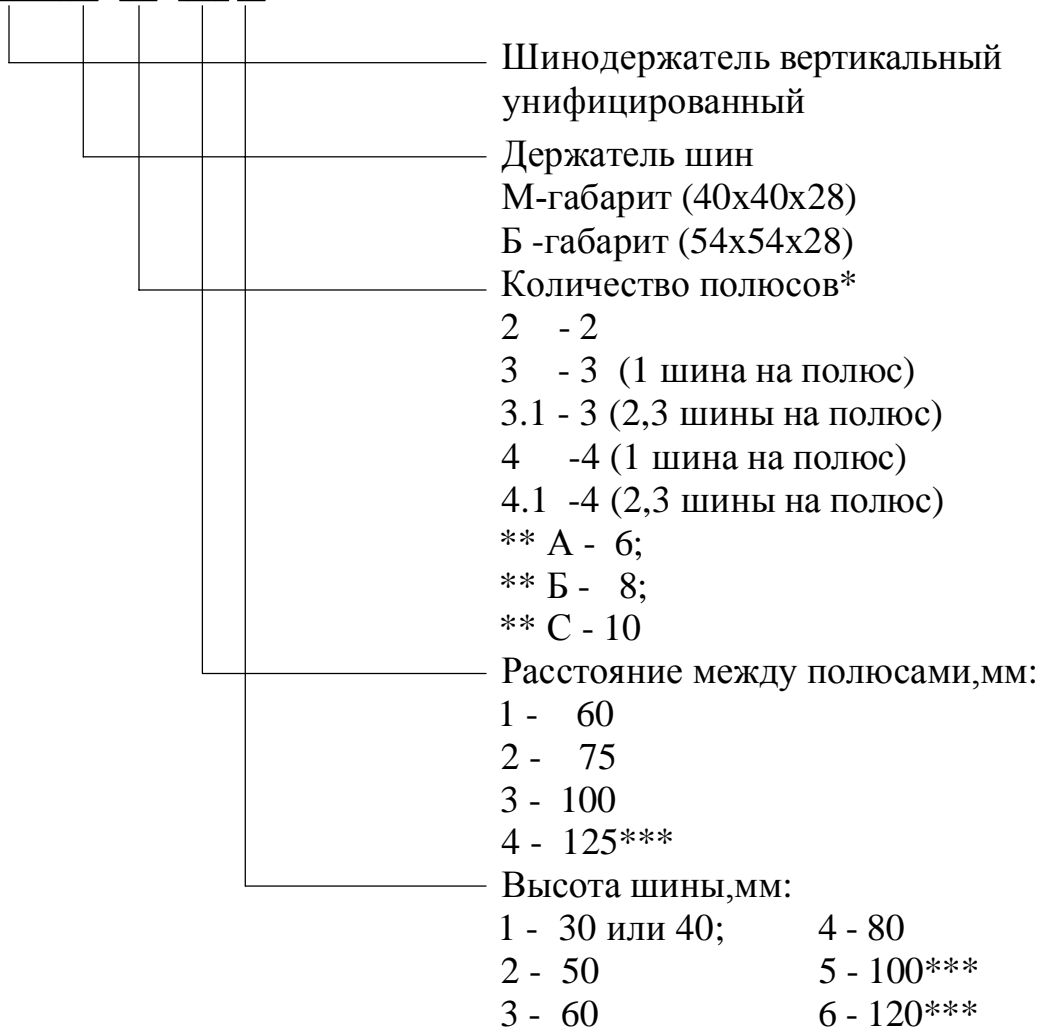 Шинодержатель вертикальный
унифицированный
Держатель шин
М-габарит (40х40х28)
Б -габарит (54х54х28)
Количество полюсов*
2 - 2
3 - 3 (1 шина на полюс)
3.1 - 3 (2,3 шины на полюс)
4 -4 (1 шина на полюс)
4.1 -4 (2,3 шины на полюс)
** А - 6;
** Б - 8;
** С - 10
Расстояние между полюсами,мм:
1 - 60
2 - 75
3 - 100
4 - 125***
Высота шины,мм:
1 - 30 или 40; 4 - 80
2 - 50 5 - 100***
3 - 60 6 - 120***